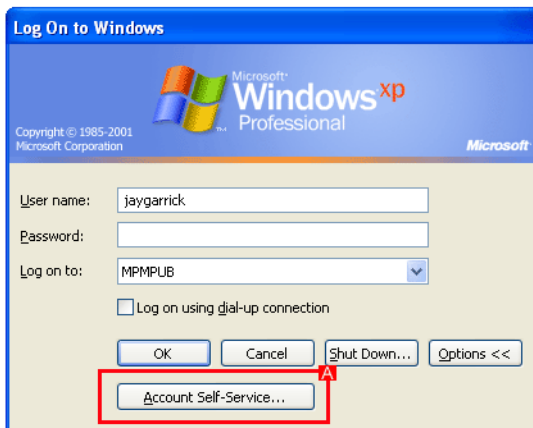 Log On to Windows
Microsoft®
Windows xp
Professional
Copyright © 1985-2001
Microsoft Corporation
Microsoft
User name: jaygarrick
Password:
Log on to: MPMPUB
Log on using dial-up connection
OK Cancel Shut Down... Options <<
A
Account Self-Service...